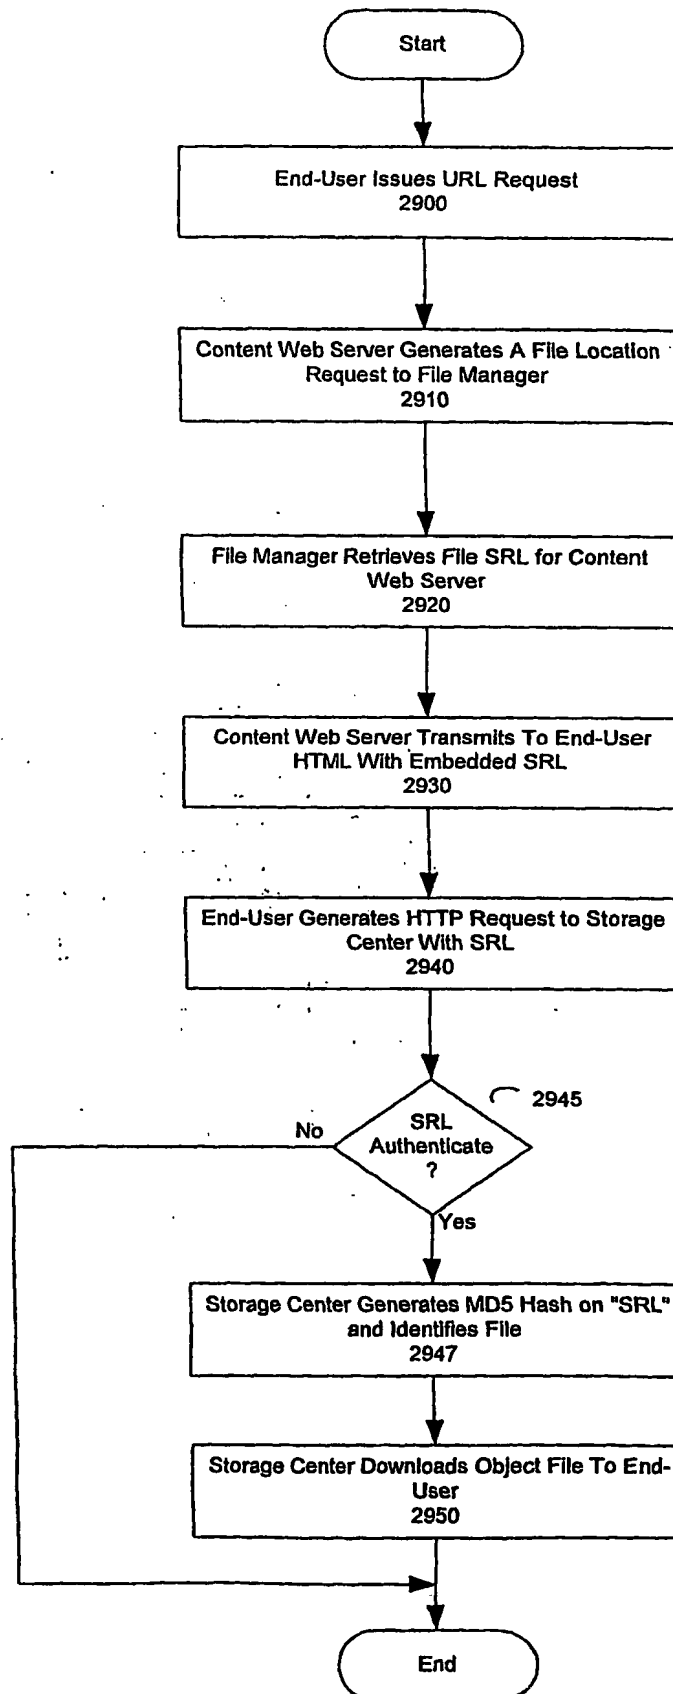 Start
End-User Issues URL Request
2900
Content Web Server Generates A File Location
Request to File Manager
2910
File Manager Retrieves File SRL for Content
Web Server
2920
Content Web Server Transmits To End-User
HTML With Embedded SRL
2930
End-User Generates HTTP Request to Storage
Center With SRL
2940
2945
SRL
Authenticate
?
No
Yes
Storage Center Generates MD5 Hash on "SRL"
and Identifies File
2947
Storage Center Downloads Object File To End-
User
2950
End